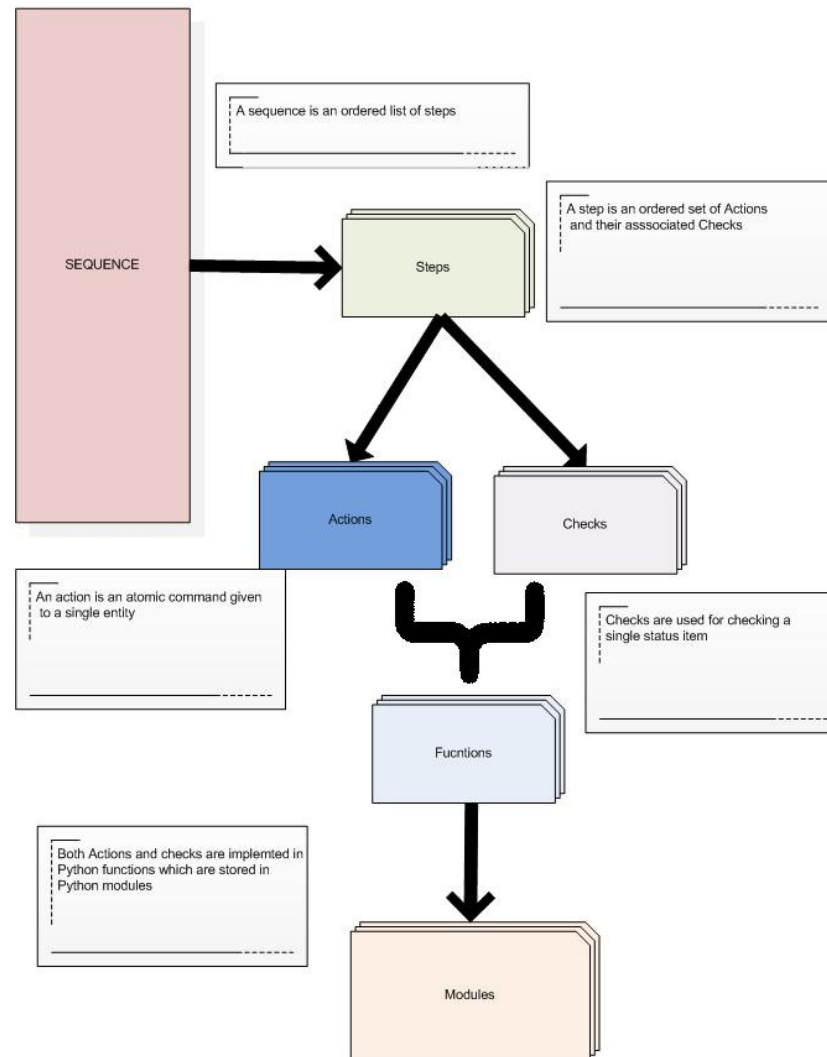 A sequence is an ordered list of steps
A step is an ordered set of Actions
and their asssociated Checks
SEQUENCE
Steps
Actions
Checks
An action is an atomic command given
to a single entity
Checks are used for checking a
single status item
Fucntions
Both Actions and checks are implemted in
Python functions which are stored in
Python modules
Modules